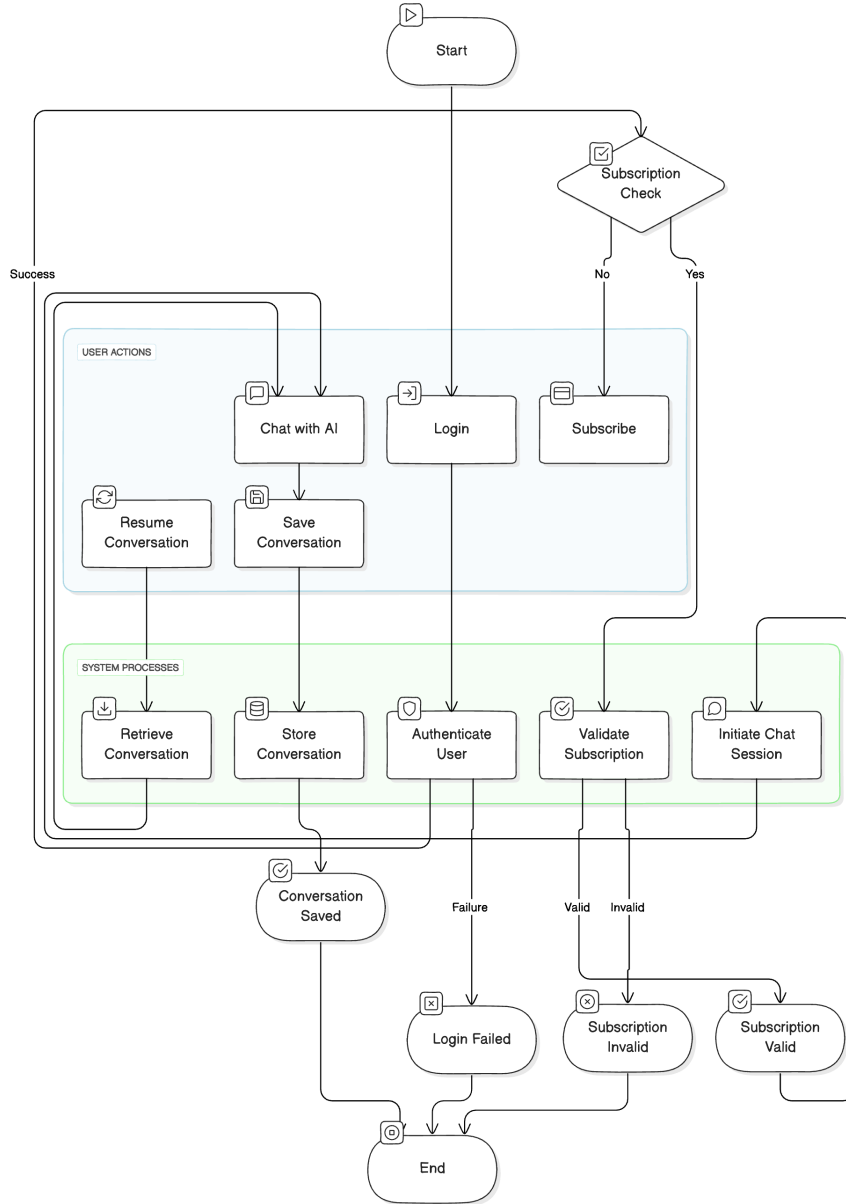 Start
Subscription
Check
Success
No
Yes
USER ACTIONS
Chat with AI
Login
Subscribe
Resume
Conversation
Save
Conversation
SYSTEM PROCESSES
Retrieve
Conversation
Store
Conversation
Authenticate
User
Validate
Subscription
Initiate Chat
Session
Conversation
Saved
Failure
Valid
Invalid
Login Failed
Subscription
Invalid
Subscription
Valid
End